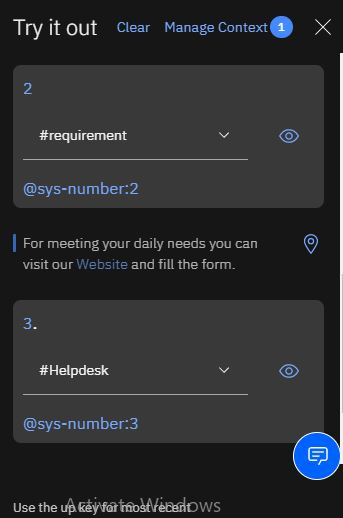 Try it out Clear Manage Context 1
2
#requirement
@sys-number:2
For meeting your daily needs you can
visit our Website and fill the form.
3.
#Helpdesk
@sys-number:3
Use the up key for most recent
Activate Windows